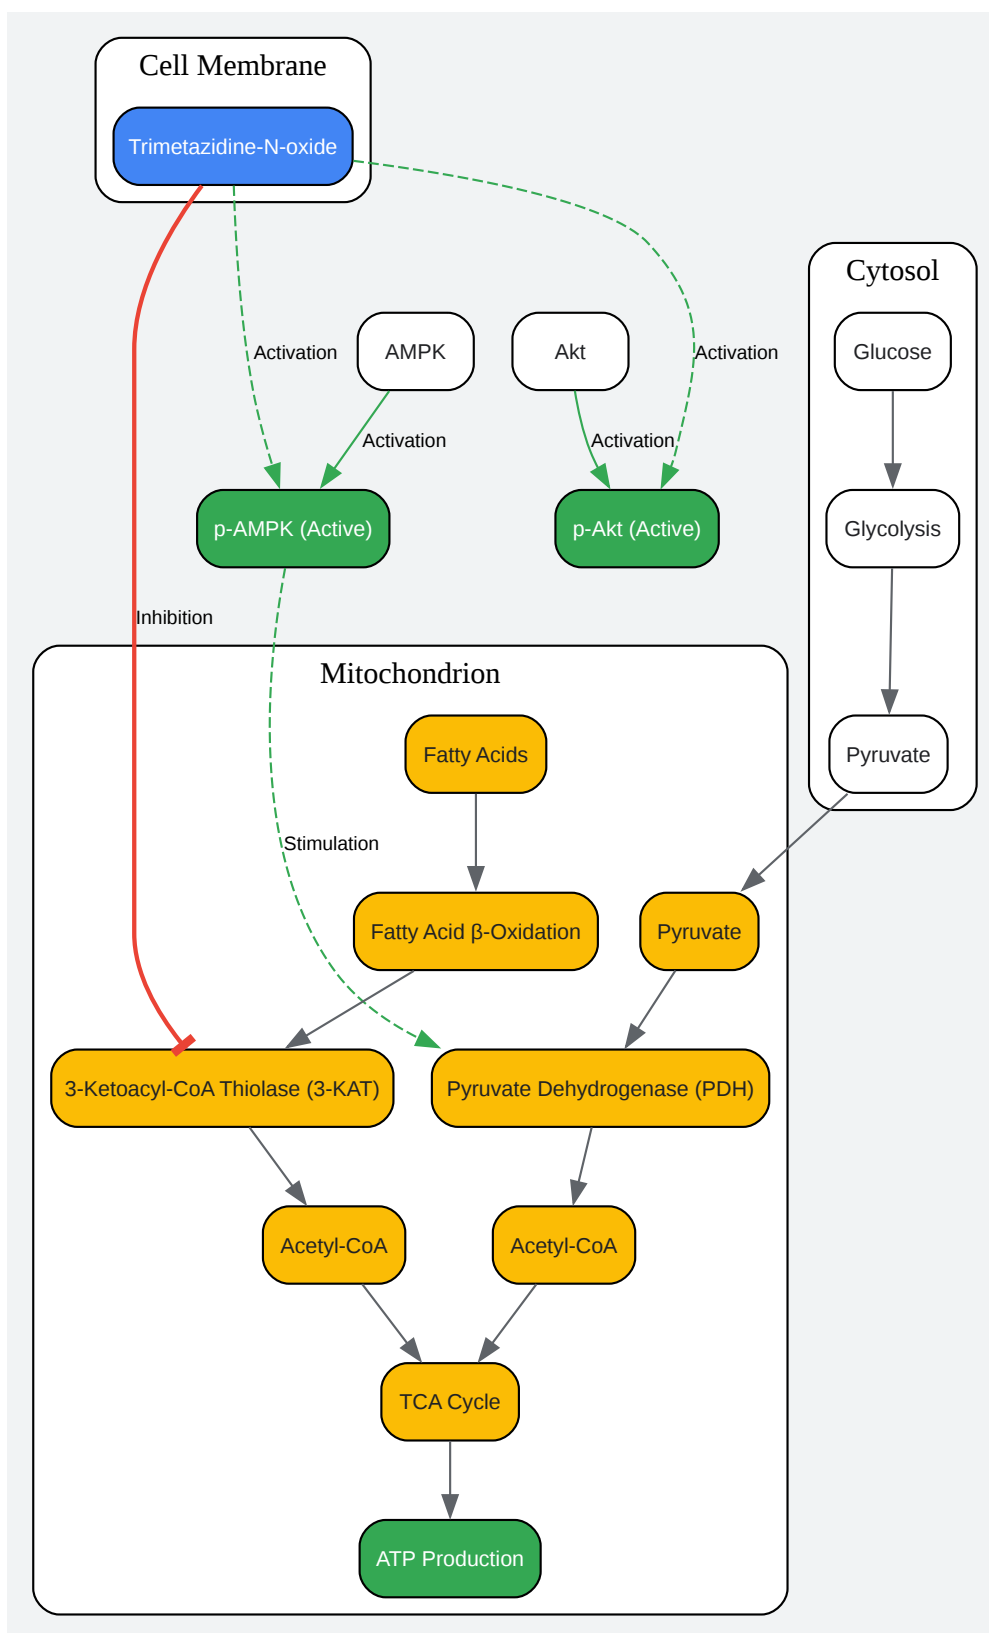 Cell Membrane
Trimetazidine-N-oxide
Cytosol
Activation
AMPK
Akt
Activation
Glucose
Activation
Activation
p-AMPK (Active)
p-Akt (Active)
Glycolysis
Inhibition
Mitochondrion
Fatty Acids
Pyruvate
Stimulation
Fatty Acid β-Oxidation
Pyruvate
3-Ketoacyl-CoA Thiolase (3-KAT)
Pyruvate Dehydrogenase (PDH)
Acetyl-CoA
Acetyl-CoA
TCA Cycle
ATP Production